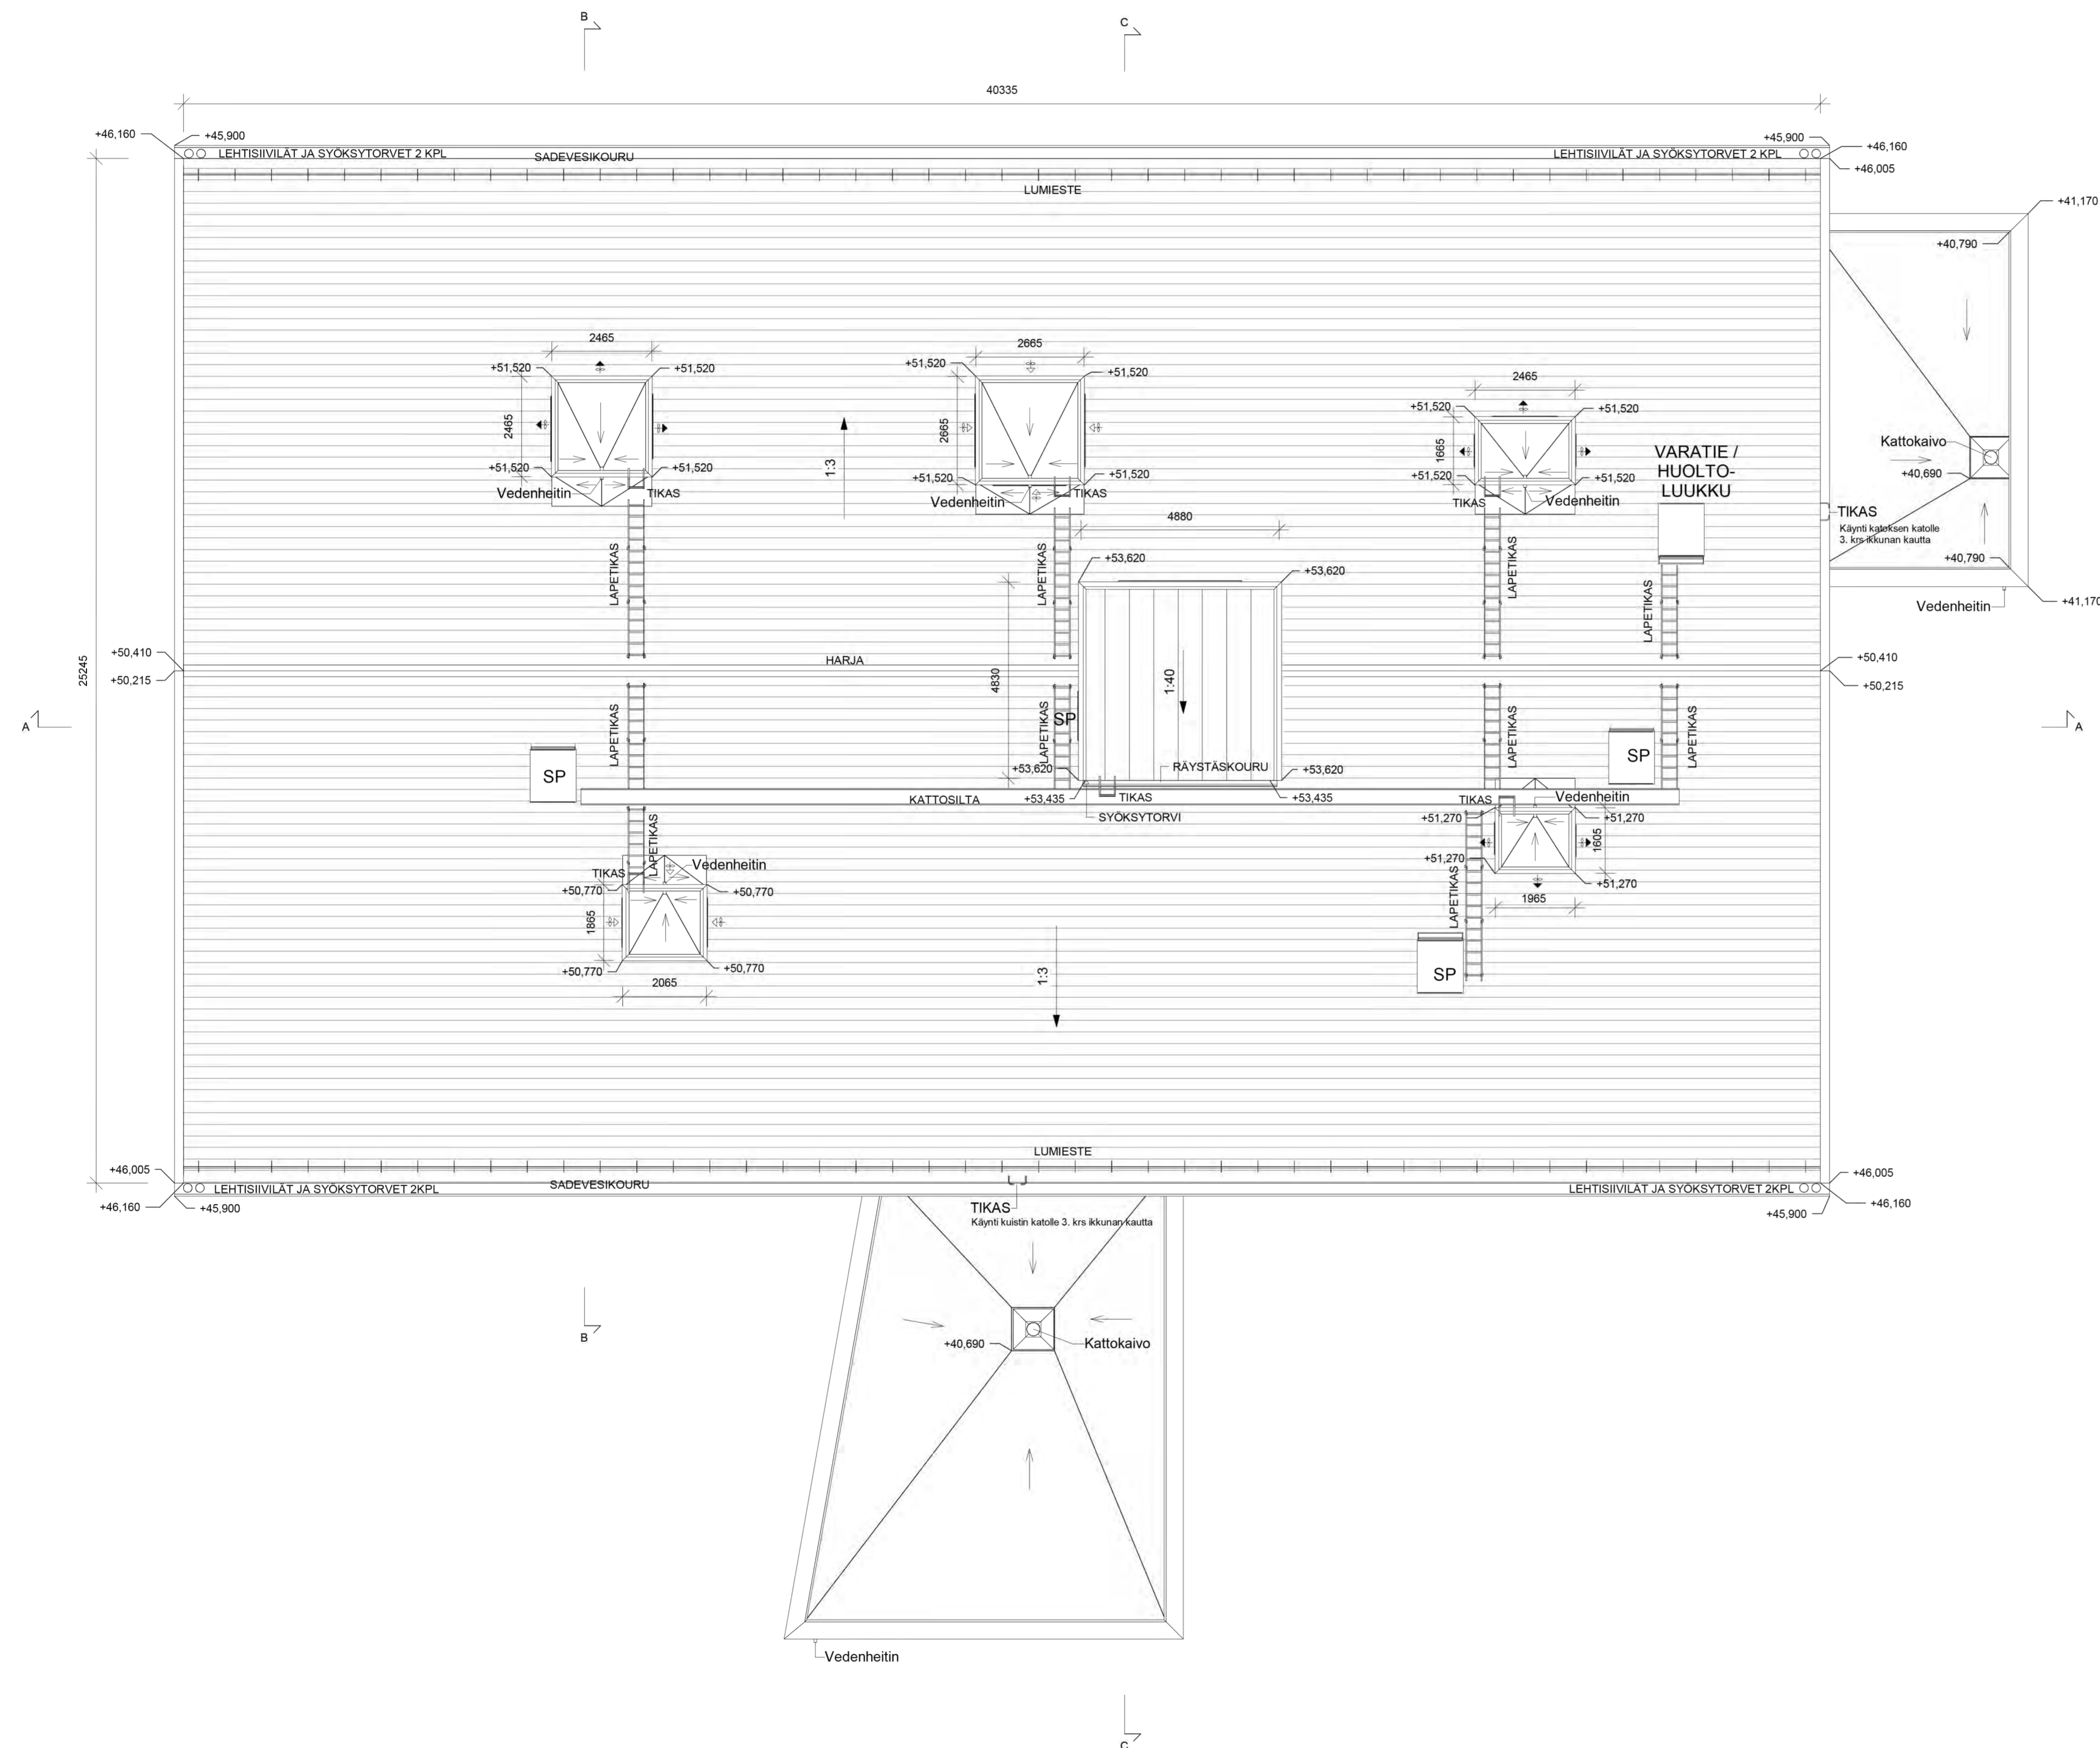 B
C
40335
+46,160
+45,900
+45,900
+46,160
LEHTISIIVILÄT JA SYÖKSYTORVET 2 KPL
SADEVESIKOURU
LEHTISIIVILÄT JA SYÖKSYTORVET 2 KPL
+46,005
LUMIESTE
+41,170
+40,790
2465
2665
+51,520
+51,520
+51,520
+51,520
2465
+51,520
+51,520
2465
2665
1665
1:3
VARATIE /
HUOLTO-
LUUKKU
Kattokaivo
+40,690
+51,520
+51,520
+51,520
+51,520
+51,520
+51,520
Vedenheitin
TIKAS
Vedenheitin
TIKAS
TIKAS
Vedenheitin
4880
TIKAS
Käynti katoksen katolle
3. krs ikkunan kautta
+40,790
LAPETIKAS
LAPETIKAS
LAPETIKAS
LAPETIKAS
+53,620
+53,620
+41,170
Vedenheitin
25245
+50,410
+50,215
HARJA
4830
1:40
+50,410
+50,215
A
A
LAPETIKAS
LAPETIKAS
SP
LAPETIKAS
LAPETIKAS
SP
SP
+53,620
RÄYSTÄSKOURU
+53,620
KATTOSILTA
+53,435
TIKAS
+53,435
TIKAS
Vedenheitin
SYÖKSYTORVI
+51,270
+51,270
1605
LAPETIKAS
+51,270
+51,270
Vedenheitin
TIKAS
+50,770
+50,770
1865
LAPETIKAS
1965
+50,770
+50,770
2065
1:3
SP
LUMIESTE
+46,005
+46,005
LEHTISIIVILÄT JA SYÖKSYTORVET 2KPL
SADEVESIKOURU
LEHTISIIVILÄT JA SYÖKSYTORVET 2KPL
+46,160
+45,900
+45,900
+46,160
TIKAS
Käynti kuistin katolle 3. krs ikkunan kautta
B
+40,690
Kattokaivo
Vedenheitin
C